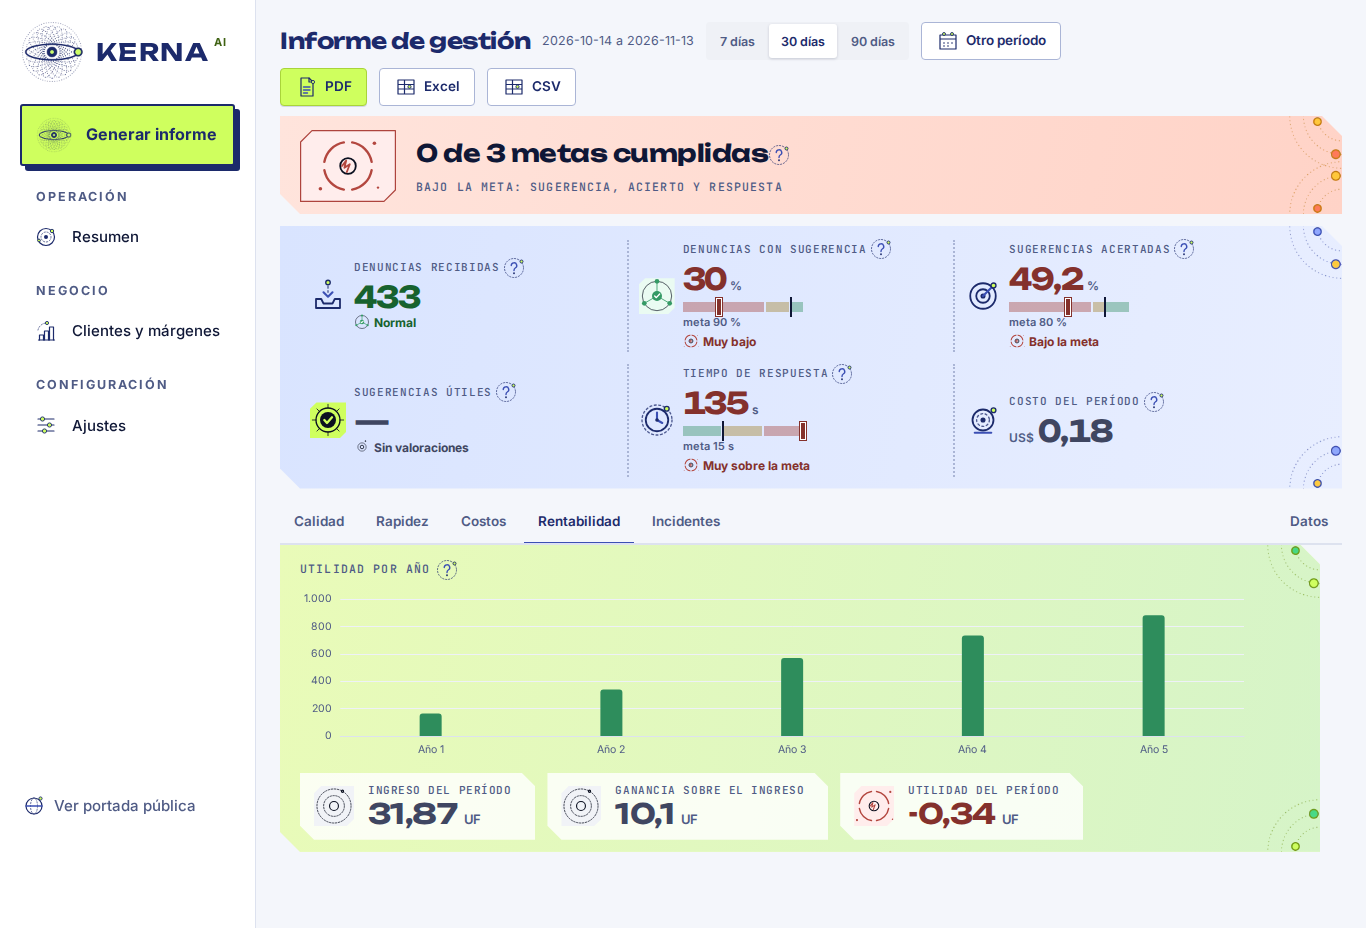 KERNA AI
Generar informe
OPERACIÓN
Resumen
NEGOCIO
Clientes y márgenes
CONFIGURACIÓN
Ajustes
Ver portada pública
Informe de gestión
2026-10-14 a 2026-11-13
7 días
30 días
90 días
Otro período
PDF
Excel
CSV
0 de 3 metas cumplidas ?
BAJO LA META: SUGERENCIA, ACIERTO Y RESPUESTA
DENUNCIAS RECIBIDAS ?
433
Normal
DENUNCIAS CON SUGERENCIA ?
30 %
meta 90 %
Muy bajo
SUGERENCIAS ACERTADAS ?
49,2 %
meta 80 %
Bajo la meta
SUGERENCIAS ÚTILES ?
—
Sin valoraciones
TIEMPO DE RESPUESTA ?
135 s
meta 15 s
Muy sobre la meta
COSTO DEL PERÍODO ?
US$ 0,18
Calidad
Rapidez
Costos
Rentabilidad
Incidentes
Datos
UTILIDAD POR AÑO ?
1.000
800
600
400
200
0
Año 1
Año 2
Año 3
Año 4
Año 5
INGRESO DEL PERÍODO
31,87 UF
GANANCIA SOBRE EL INGRESO
10,1 UF
UTILIDAD DEL PERÍODO
-0,34 UF